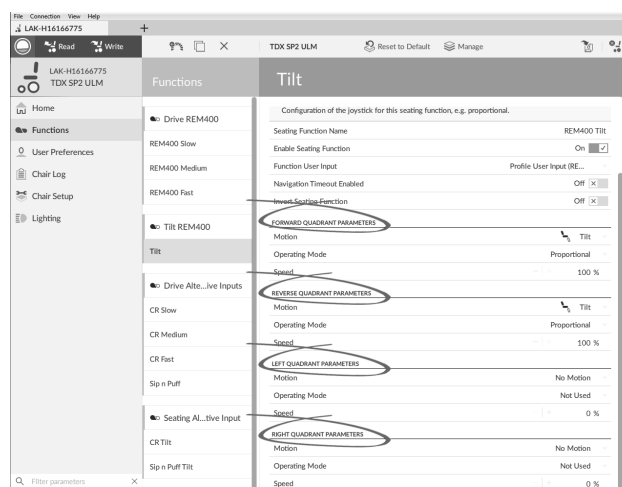 File Connection View Help
LAK-H16166775 +
Read Write TDX SP2 ULM Reset to Default Manage
LAK-H16166775
TDX SP2 ULM
Home
Functions
User Preferences
Chair Log
Chair Setup
Lighting
Filter parameters
Functions
Drive REM400
REM400 Slow
REM400 Medium
REM400 Fast
Tilt REM400
Tilt
Drive Alte...ive Inputs
CR Slow
CR Medium
CR Fast
Sip n Puff
Seating Al...tive Input
CR Tilt
Sip n Puff Tilt
Tilt
Configuration of the joystick for this seating function, e.g. proportional.
Seating Function Name REM400 Tilt
Enable Seating Function On
Function User Input Profile User Input (RE...
Navigation Timeout Enabled Off
Invert Seating Function Off
FORWARD QUADRANT PARAMETERS
Motion Tilt
Operating Mode Proportional
Speed 100 %
REVERSE QUADRANT PARAMETERS
Motion Tilt
Operating Mode Proportional
Speed 100 %
LEFT QUADRANT PARAMETERS
Motion No Motion
Operating Mode Not Used
Speed 0 %
RIGHT QUADRANT PARAMETERS
Motion No Motion
Operating Mode Not Used
Speed 0 %